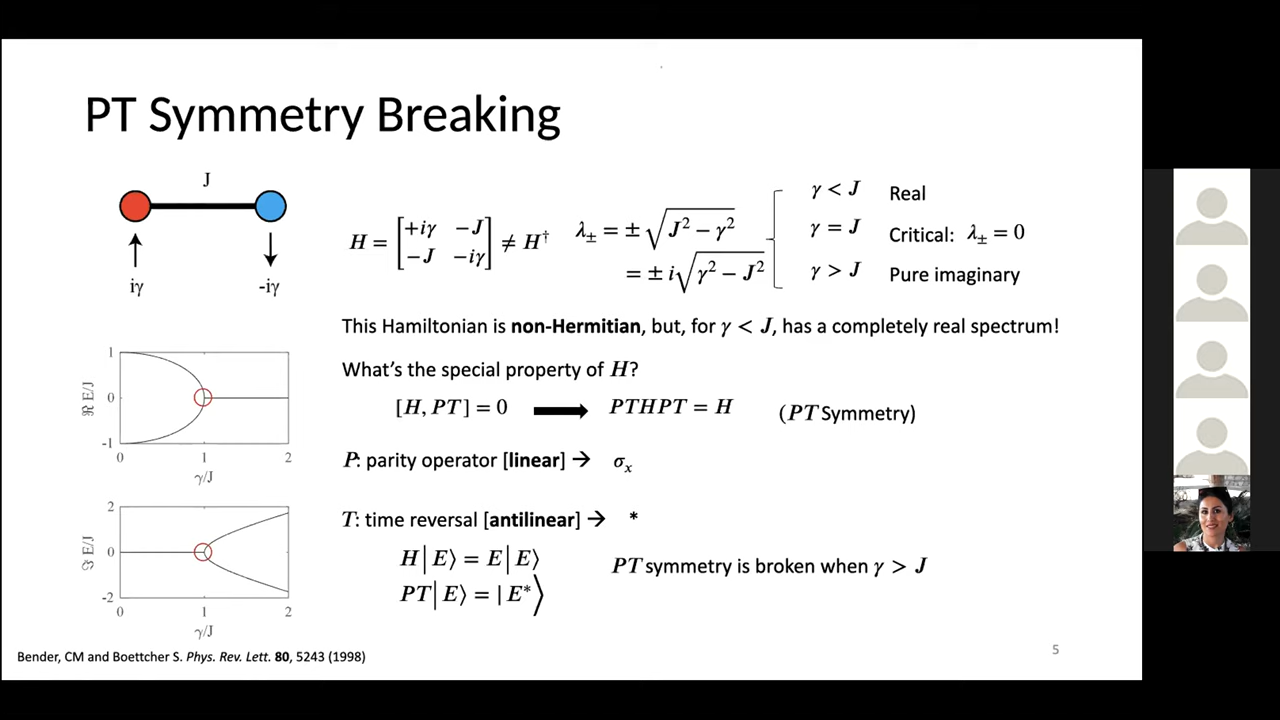 PT Symmetry Breaking
J
iγ
-iγ
H = [+iγ −J
−J −iγ] ≠ H†
λ± = ± √(J² − γ²)
= ± i√(γ² − J²)
γ < J Real
γ = J Critical: λ± = 0
γ > J Pure imaginary
This Hamiltonian is non-Hermitian, but, for γ < J, has a completely real spectrum!
What's the special property of H?
[H, PT] = 0 ➡ PTHPT = H (PT Symmetry)
P: parity operator [linear] → σx
T: time reversal [antilinear] → *
H|E⟩ = E|E⟩
PT|E⟩ = |E*⟩
PT symmetry is broken when γ > J
1
0
-1
ℜ E/J
0 1 2
γ/J
2
0
-2
ℑ E/J
0 1 2
γ/J
Bender, CM and Boettcher S. Phys. Rev. Lett. 80, 5243 (1998)
5